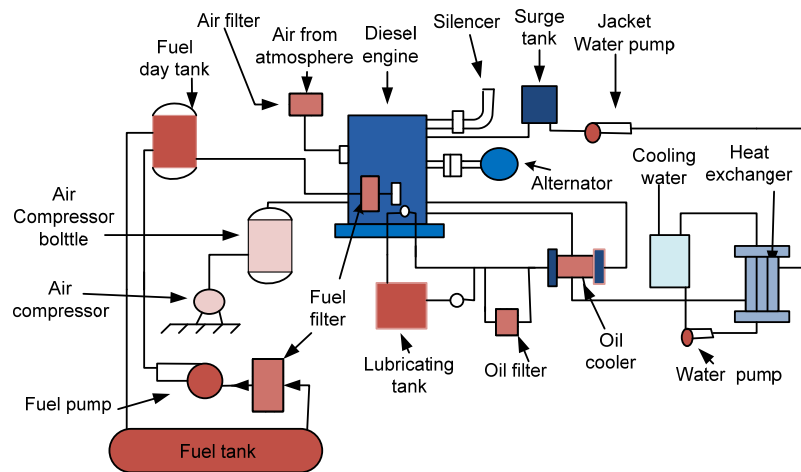 Air filter
Air from
atmosphere
Diesel
engine
Silencer
Surge
tank
Jacket
Water pump
Fuel
day tank
Alternator
Cooling
water
Heat
exchanger
Air
Compressor
bolttle
Air
compressor
Fuel
filter
Lubricating
tank
Oil filter
Oil
cooler
Water pump
Fuel pump
Fuel tank